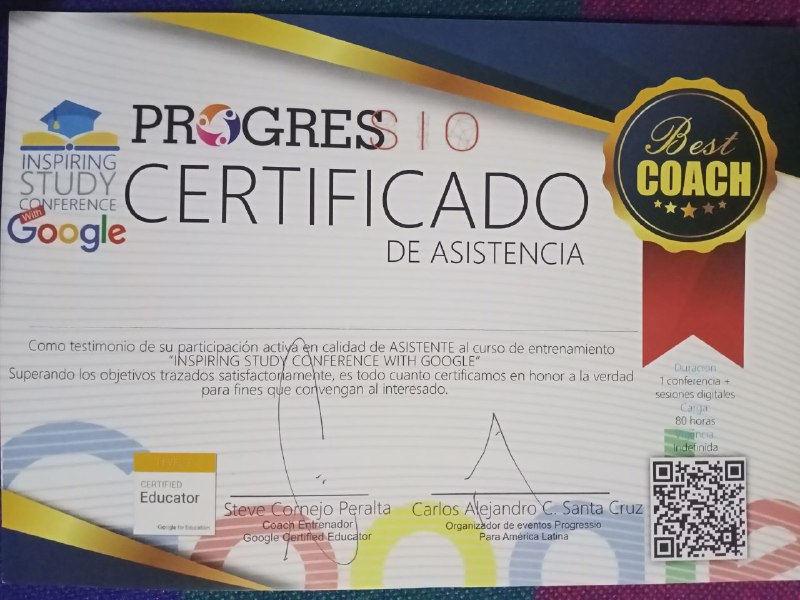 PROGRESSIO
INSPIRING
STUDY
CONFERENCE
With
Google
CERTIFICADO
DE ASISTENCIA
Best
COACH
Como testimonio de su participación activa en calidad de ASISTENTE al curso de entrenamiento
"INSPIRING STUDY CONFERENCE WITH GOOGLE"
Superando los objetivos trazados satisfactoriamente, es todo cuanto certificamos en honor a la verdad
para fines que convengan al interesado.
Duración:
1 conferencia +
sesiones digitales
Carga:
80 horas
Vigencia:
Indefinida
CERTIFIED
Educator
Google for Education
Steve Cornejo Peralta
Coach Entrenador
Google Certified Educator
Carlos Alejandro C. Santa Cruz
Organizador de eventos Progressio
Para América Latina